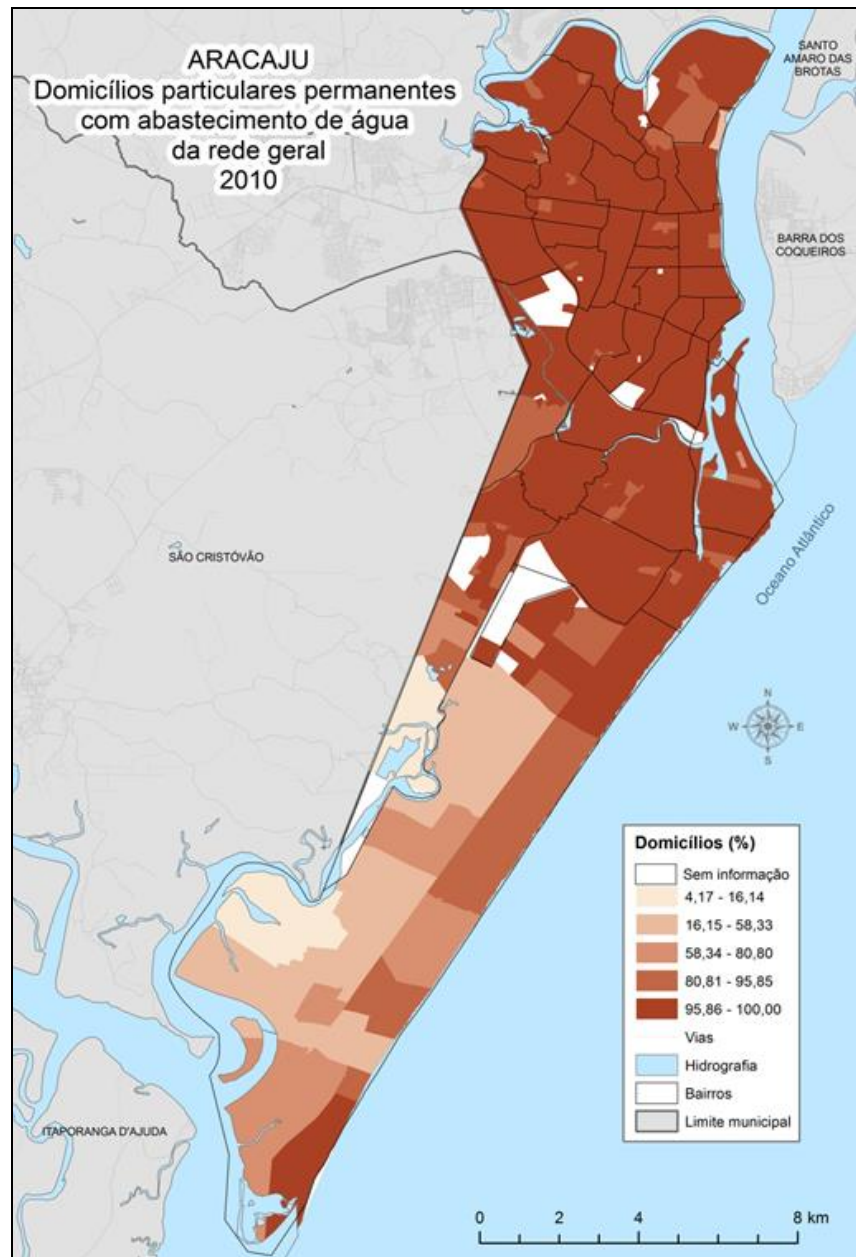 ARACAJU
Domicílios particulares permanentes
com abastecimento de água
da rede geral
2010
SANTO
AMARO DAS
BROTAS
BARRA DOS
COQUEIROS
SÃO CRISTÓVÃO
Oceano Atlântico
N
W
E
S
Domicílios (%)
Sem informação
4,17 - 16,14
16,15 - 58,33
58,34 - 80,80
80,81 - 95,85
95,86 - 100,00
Vias
Hidrografia
Bairros
Limite municipal
ITAPORANGA D'AJUDA
0 2 4 8 km